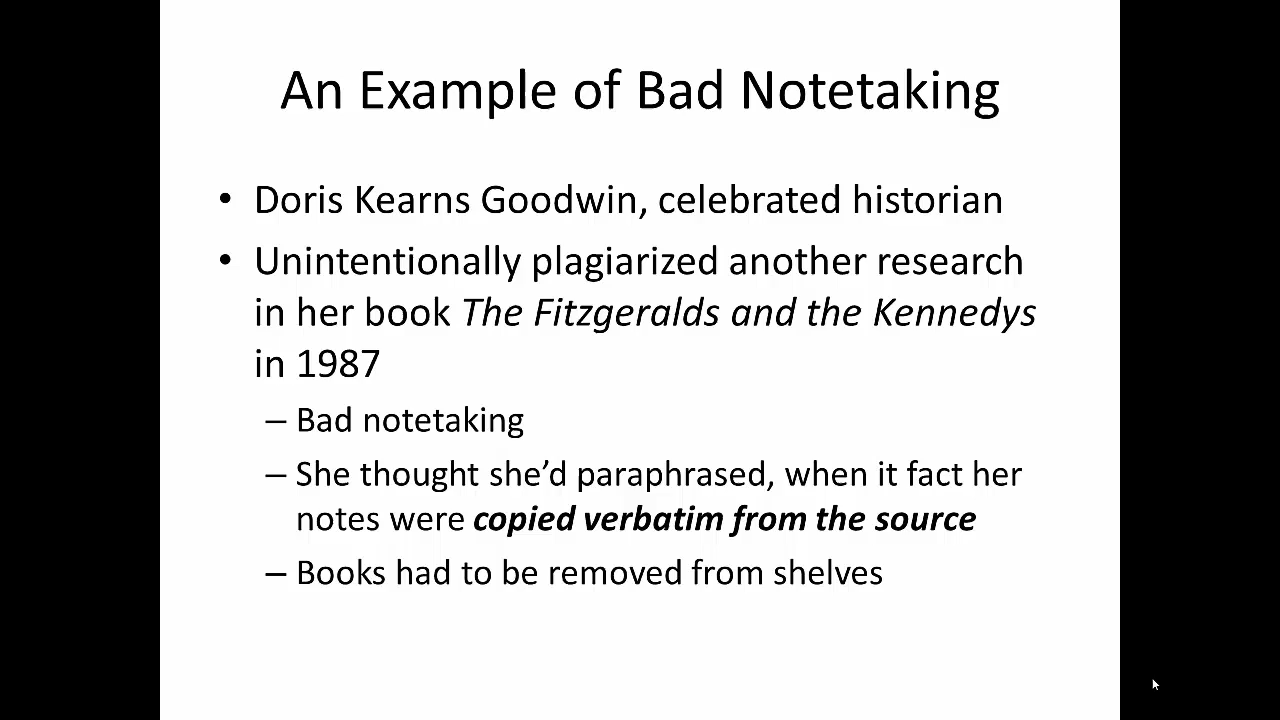 An Example of Bad Notetaking
• Doris Kearns Goodwin, celebrated historian
• Unintentionally plagiarized another research
in her book The Fitzgeralds and the Kennedys
in 1987
– Bad notetaking
– She thought she’d paraphrased, when it fact her
notes were copied verbatim from the source
– Books had to be removed from shelves